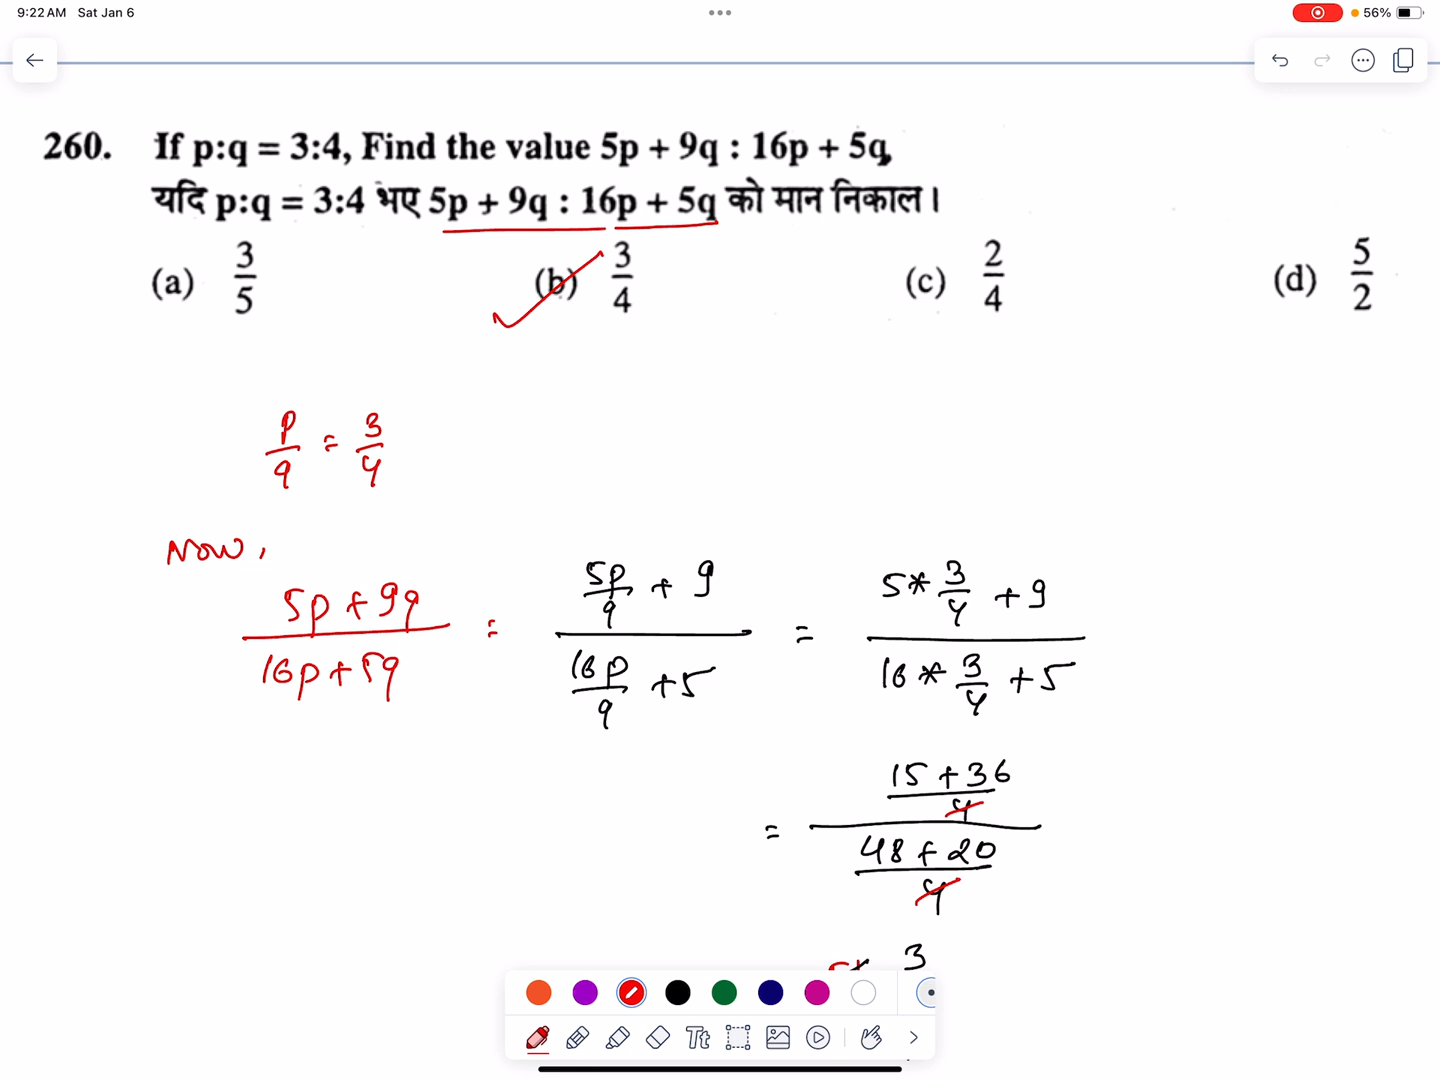 9:22 AM Sat Jan 6
56%
260. If p:q = 3:4, Find the value 5p + 9q : 16p + 5q,
यदि p:q = 3:4 भए 5p + 9q : 16p + 5q को मान निकाल।
(a) 3/5 (b) 3/4 (c) 2/4 (d) 5/2
p/q = 3/4
Now,
(5p + 9q)/(16p + 5q) = (5p/q + 9)/(16p/q + 5) = (5*3/4 + 9)/(16*3/4 + 5)
= ((15 + 36)/4)/((48 + 20)/4)
3
Tt